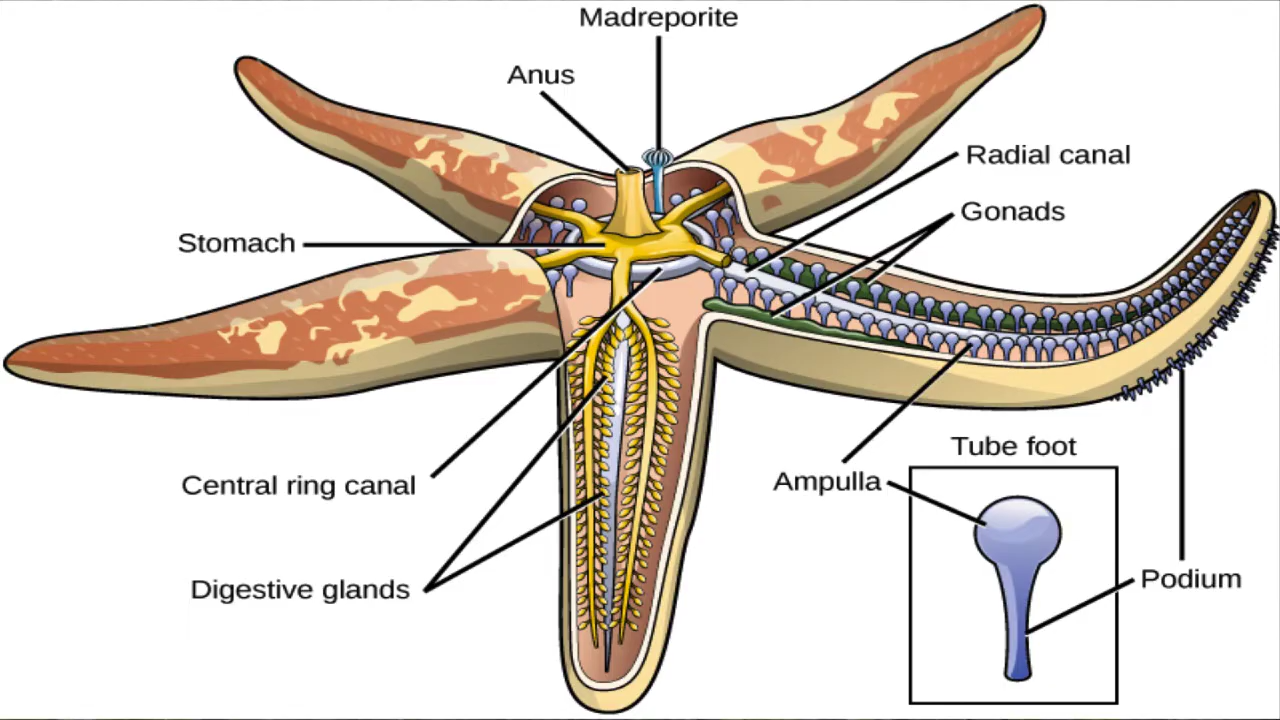 Madreporite
Anus
Radial canal
Gonads
Stomach
Tube foot
Central ring canal
Ampulla
Digestive glands
Podium